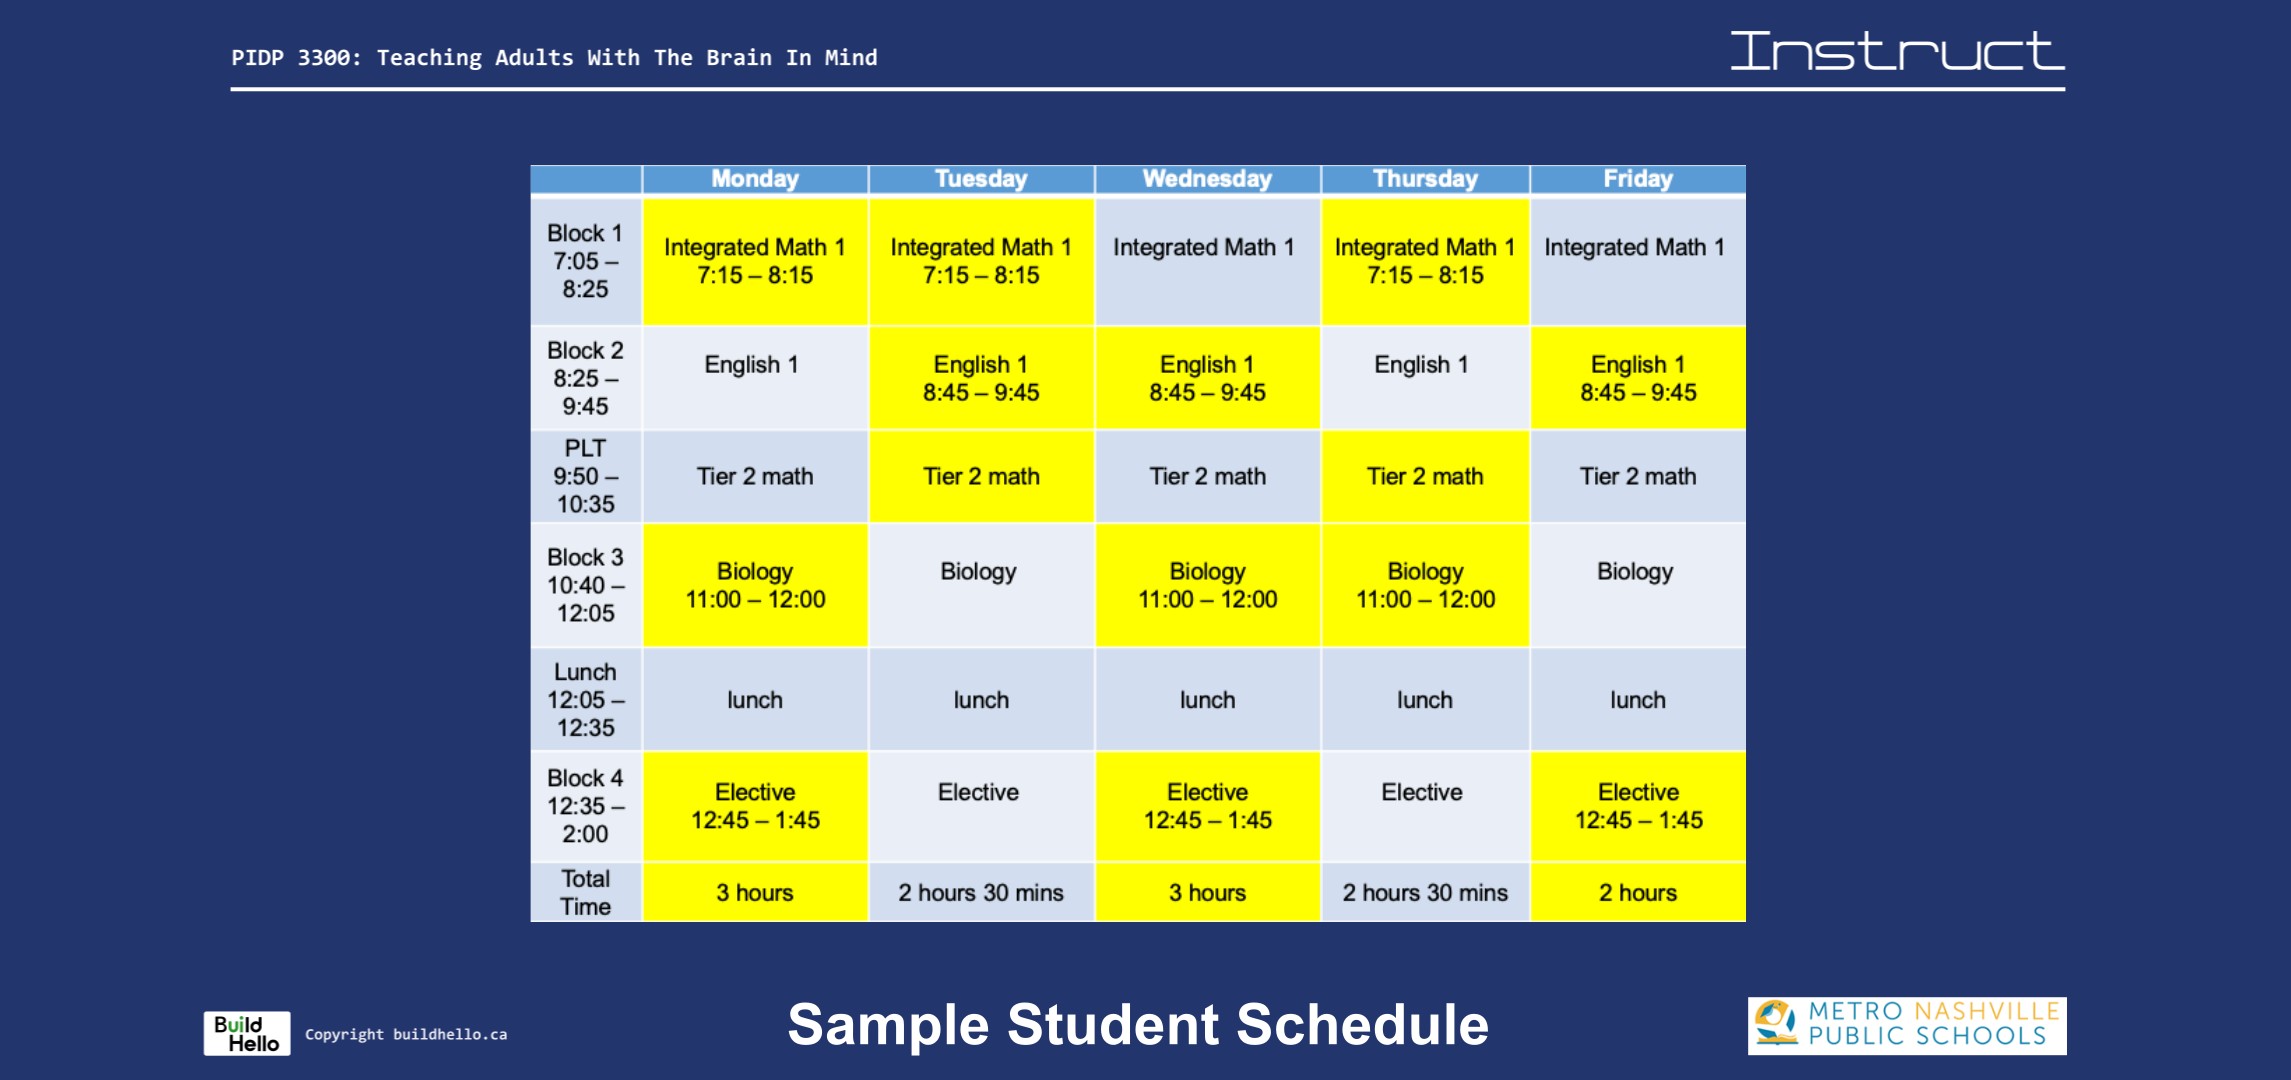 PIDP 3300: Teaching Adults With The Brain In Mind
Instruct
Monday Tuesday Wednesday Thursday Friday
Block 1
7:05 –
8:25
Integrated Math 1
7:15 – 8:15
Integrated Math 1
7:15 – 8:15
Integrated Math 1
Integrated Math 1
7:15 – 8:15
Integrated Math 1
Block 2
8:25 –
9:45
English 1
English 1
8:45 – 9:45
English 1
8:45 – 9:45
English 1
English 1
8:45 – 9:45
PLT
9:50 –
10:35
Tier 2 math
Tier 2 math
Tier 2 math
Tier 2 math
Tier 2 math
Block 3
10:40 –
12:05
Biology
11:00 – 12:00
Biology
Biology
11:00 – 12:00
Biology
11:00 – 12:00
Biology
Lunch
12:05 –
12:35
lunch
lunch
lunch
lunch
lunch
Block 4
12:35 –
2:00
Elective
12:45 – 1:45
Elective
Elective
12:45 – 1:45
Elective
Elective
12:45 – 1:45
Total
Time
3 hours
2 hours 30 mins
3 hours
2 hours 30 mins
2 hours
Build
Hello
Copyright buildhello.ca
Sample Student Schedule
METRO NASHVILLE
PUBLIC SCHOOLS